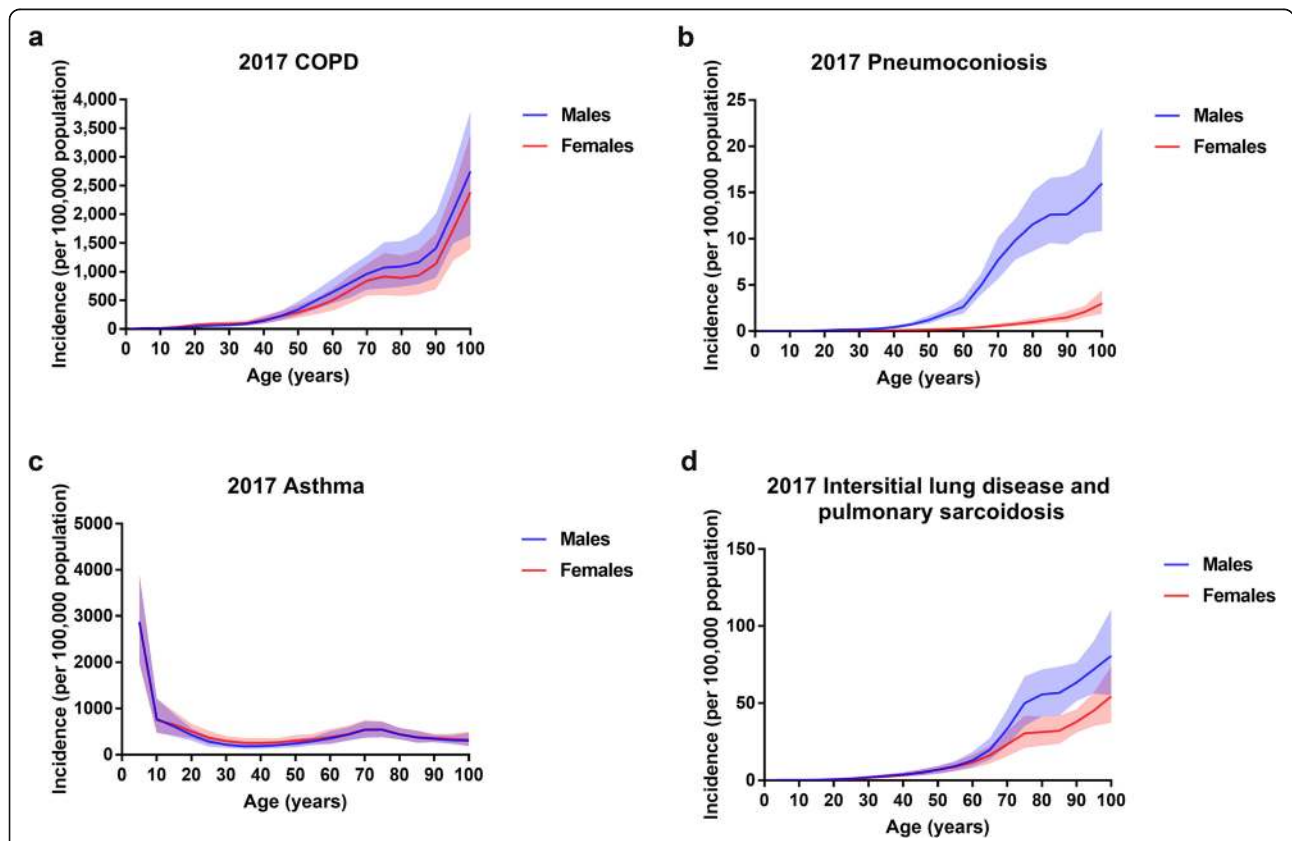 a
2017 COPD
Incidence (per 100,000 population)
4,000
3,500
3,000
2,500
2,000
1,500
1,000
500
0
0 10 20 30 40 50 60 70 80 90 100
Age (years)
Males
Females
b
2017 Pneumoconiosis
Incidence (per 100,000 population)
25
20
15
10
5
0
0 10 20 30 40 50 60 70 80 90 100
Age (years)
Males
Females
c
2017 Asthma
Incidence (per 100,000 population)
5000
4000
3000
2000
1000
0
0 10 20 30 40 50 60 70 80 90 100
Age (years)
Males
Females
d
2017 Intersitial lung disease and
pulmonary sarcoidosis
Incidence (per 100,000 population)
150
100
50
0
0 10 20 30 40 50 60 70 80 90 100
Age (years)
Males
Females